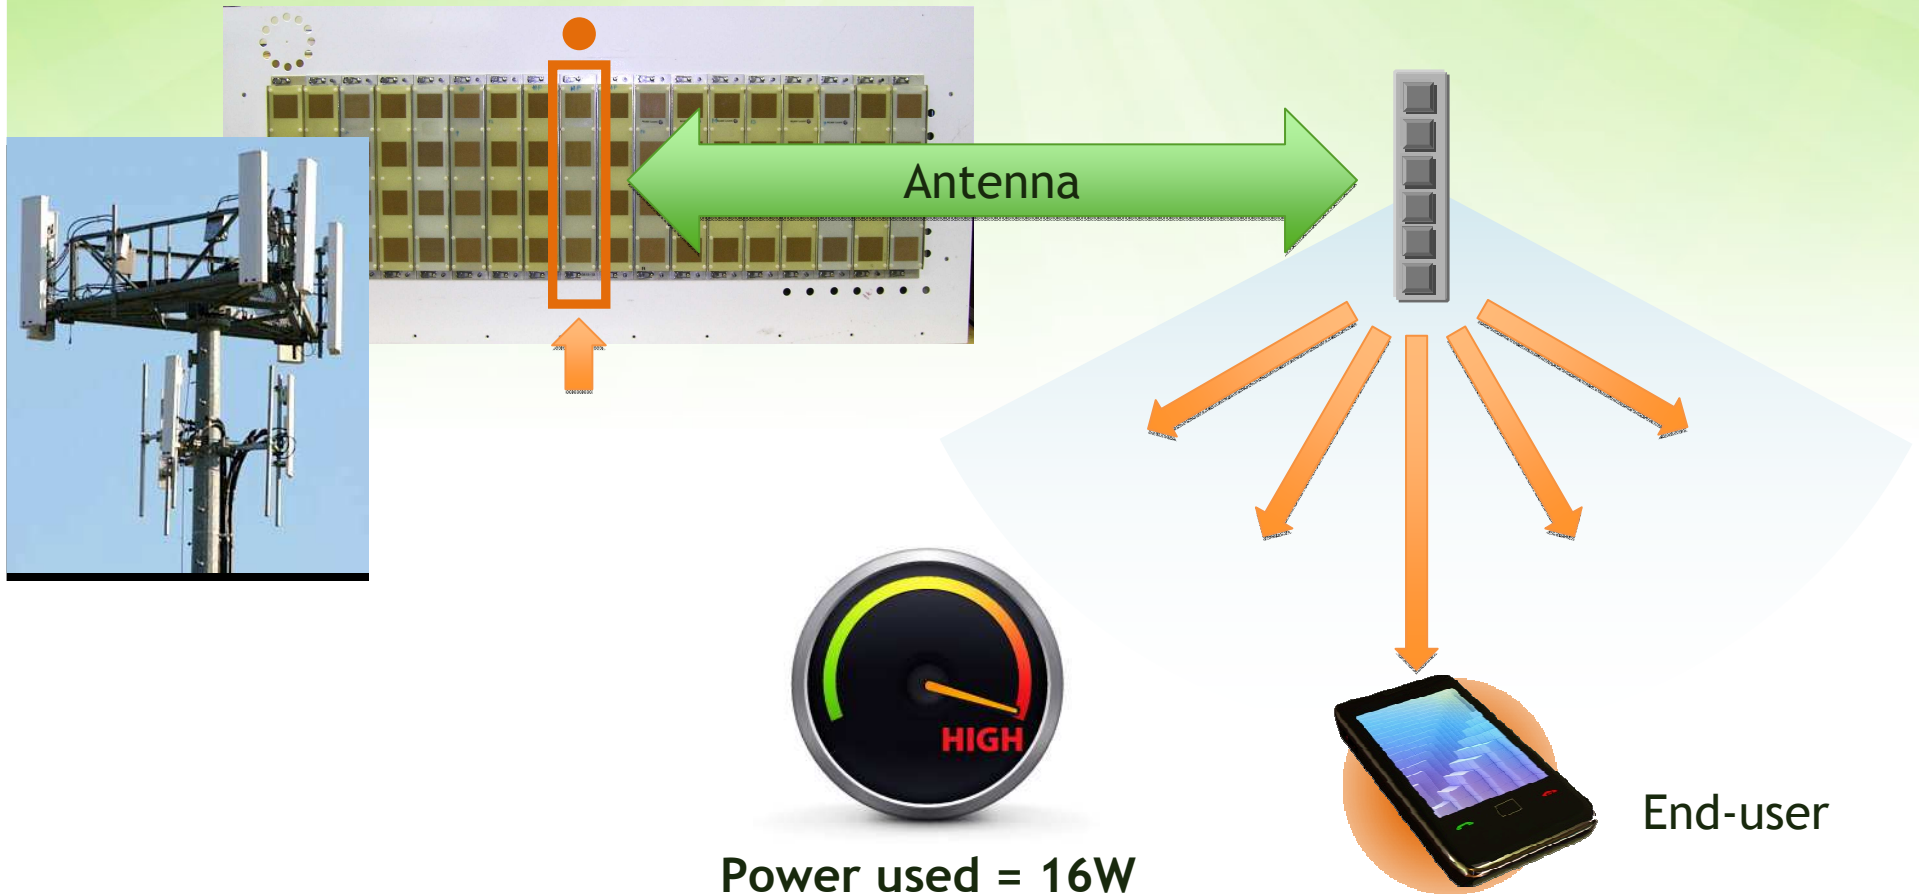 Antenna
HIGH
End-user
Power used = 16W